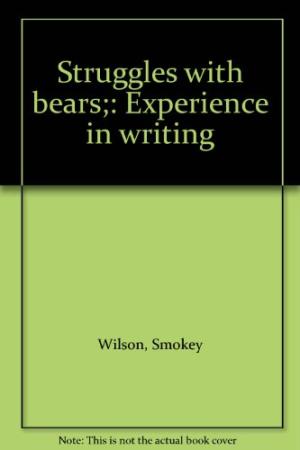 Struggles with
bears;: Experience
in writing
Wilson, Smokey
Note: This is not the actual book cover